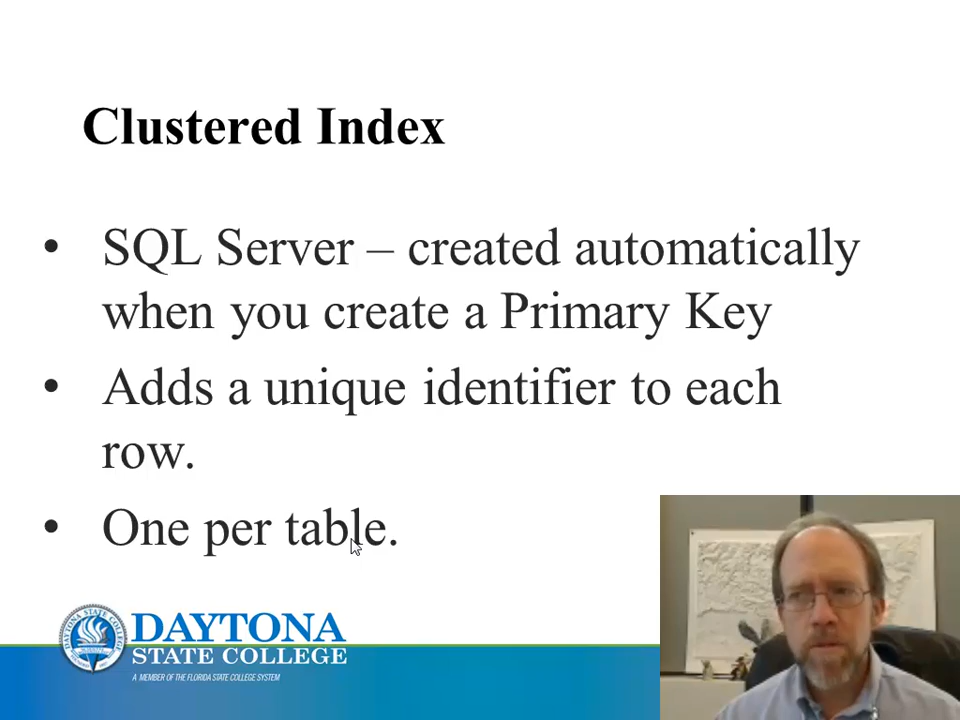 Clustered Index
• SQL Server – created automatically
when you create a Primary Key
• Adds a unique identifier to each
row.
• One per table.
DAYTONA
STATE COLLEGE
A MEMBER OF THE FLORIDA STATE COLLEGE SYSTEM